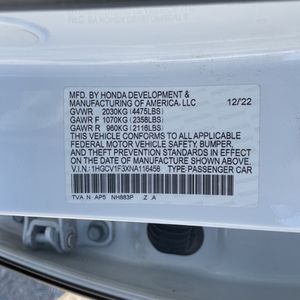 MFD. BY HONDA DEVELOPMENT &
MANUFACTURING OF AMERICA, LLC 12/22
GVWR 2030KG (4475LBS)
GAWR F 1070KG (2358LBS)
GAWR R 960KG (2116LBS)
THIS VEHICLE CONFORMS TO ALL APPLICABLE
FEDERAL MOTOR VEHICLE SAFETY, BUMPER,
AND THEFT PREVENTION STANDARDS IN
EFFECT ON THE DATE OF MANUFACTURE
SHOWN ABOVE.
V.I.N.: 1HGCV1F3XNA116456 TYPE:PASSENGER CAR
TVA N AP5 NH883P Z A